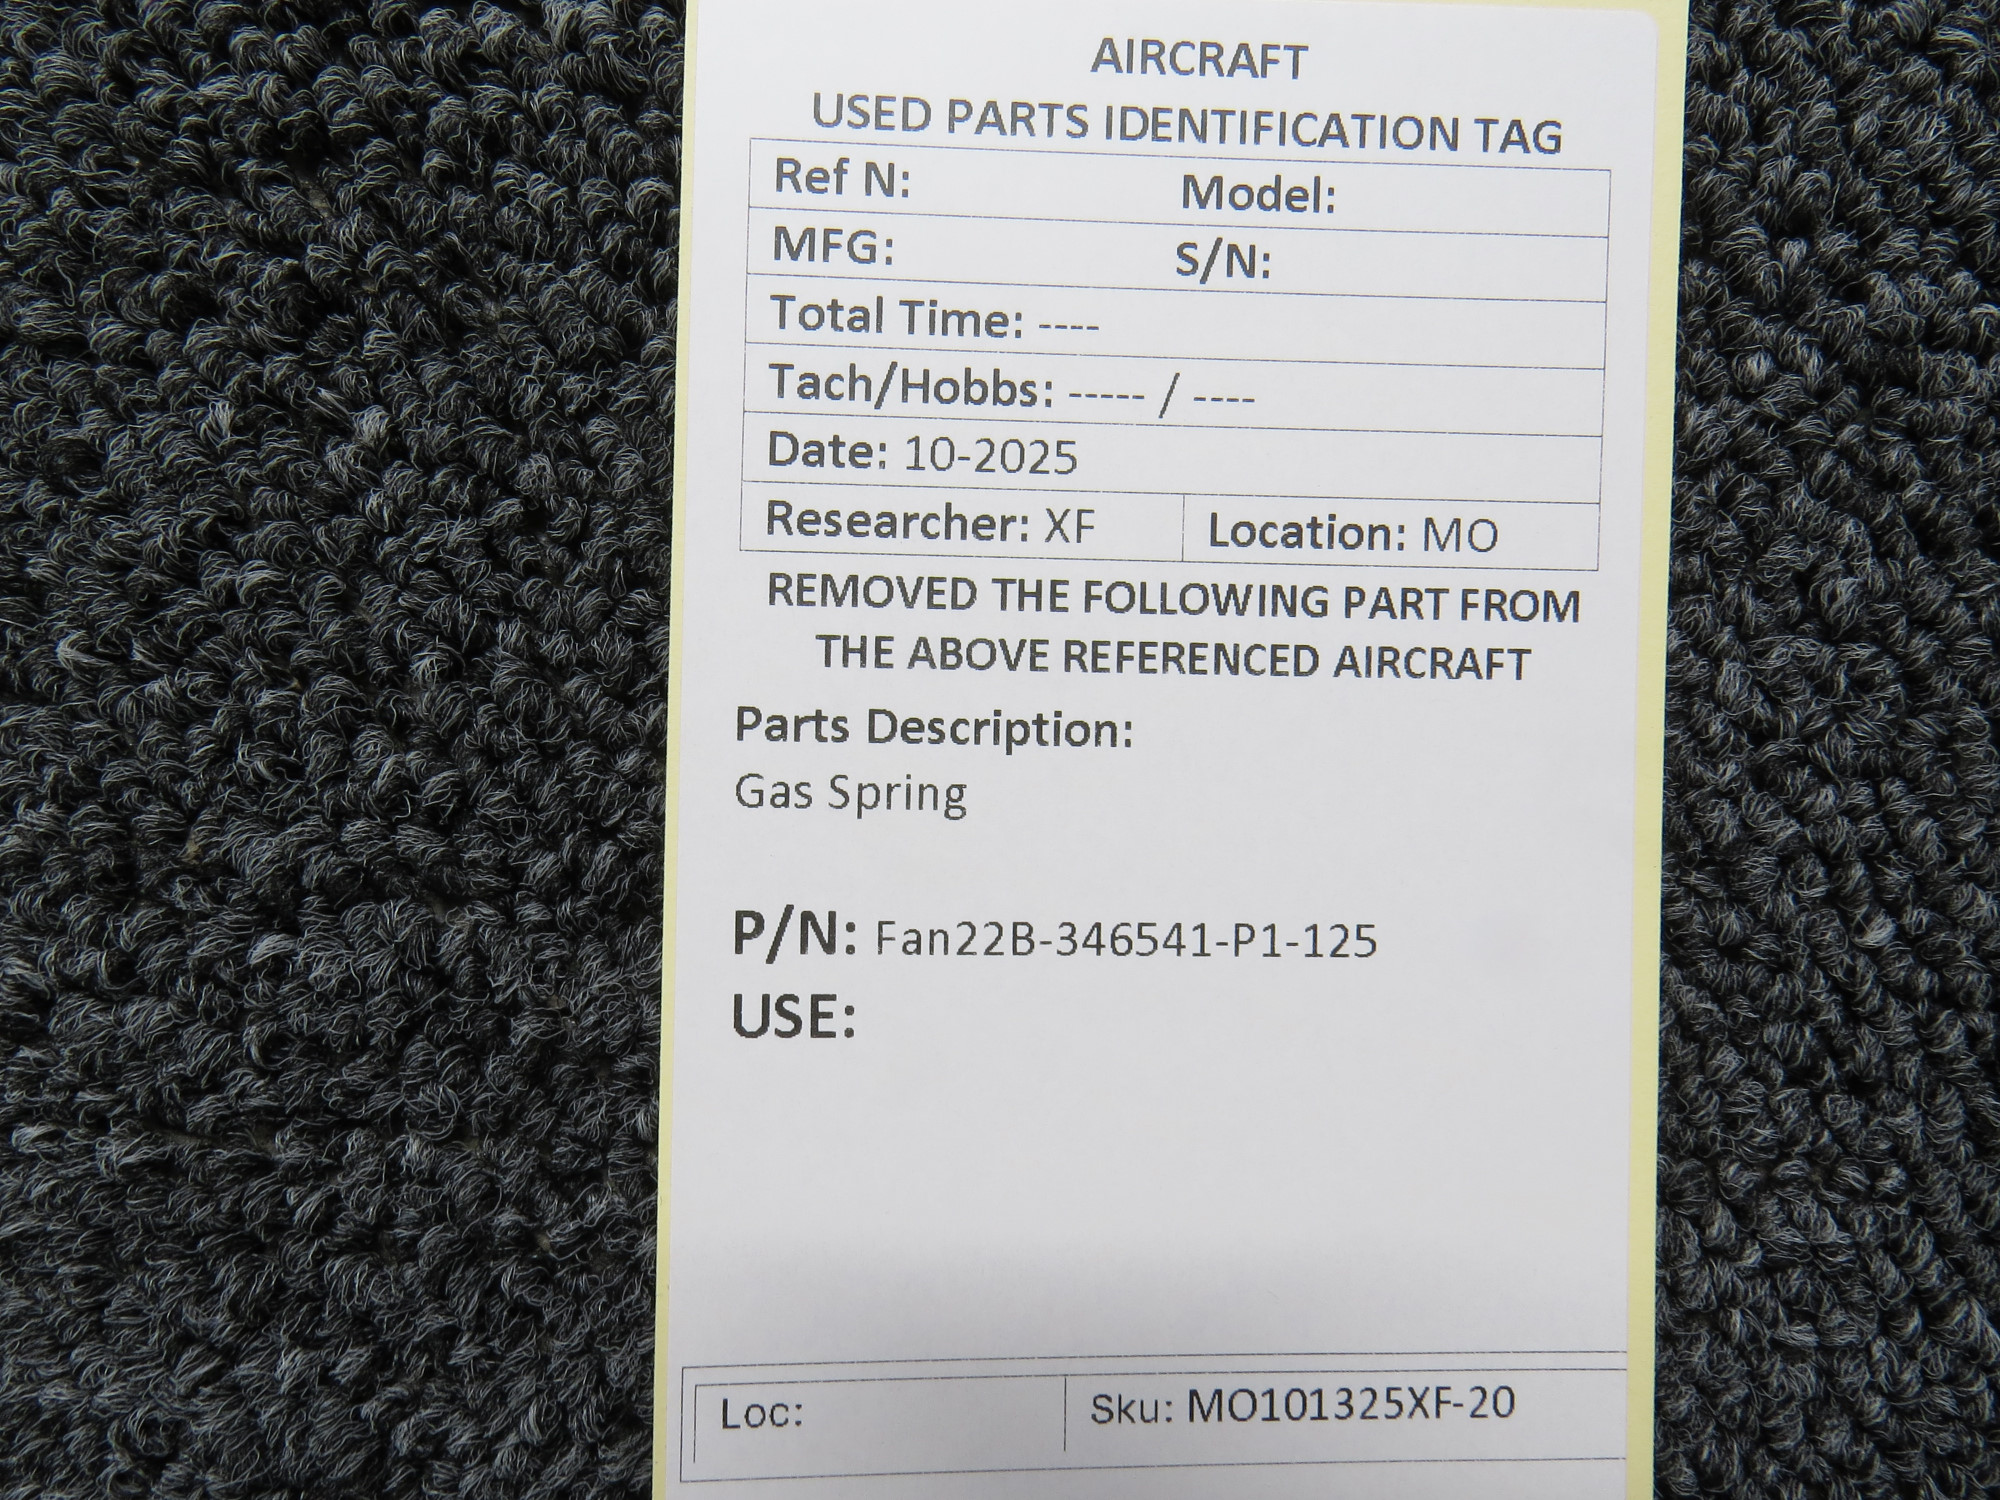 AIRCRAFT
USED PARTS IDENTIFICATION TAG
Ref N: Model:
MFG: S/N:
Total Time: ----
Tach/Hobbs: ----- / ----
Date: 10-2025
Researcher: XF Location: MO
REMOVED THE FOLLOWING PART FROM
THE ABOVE REFERENCED AIRCRAFT
Parts Description:
Gas Spring
P/N: Fan22B-346541-P1-125
USE:
Loc: Sku: MO101325XF-20